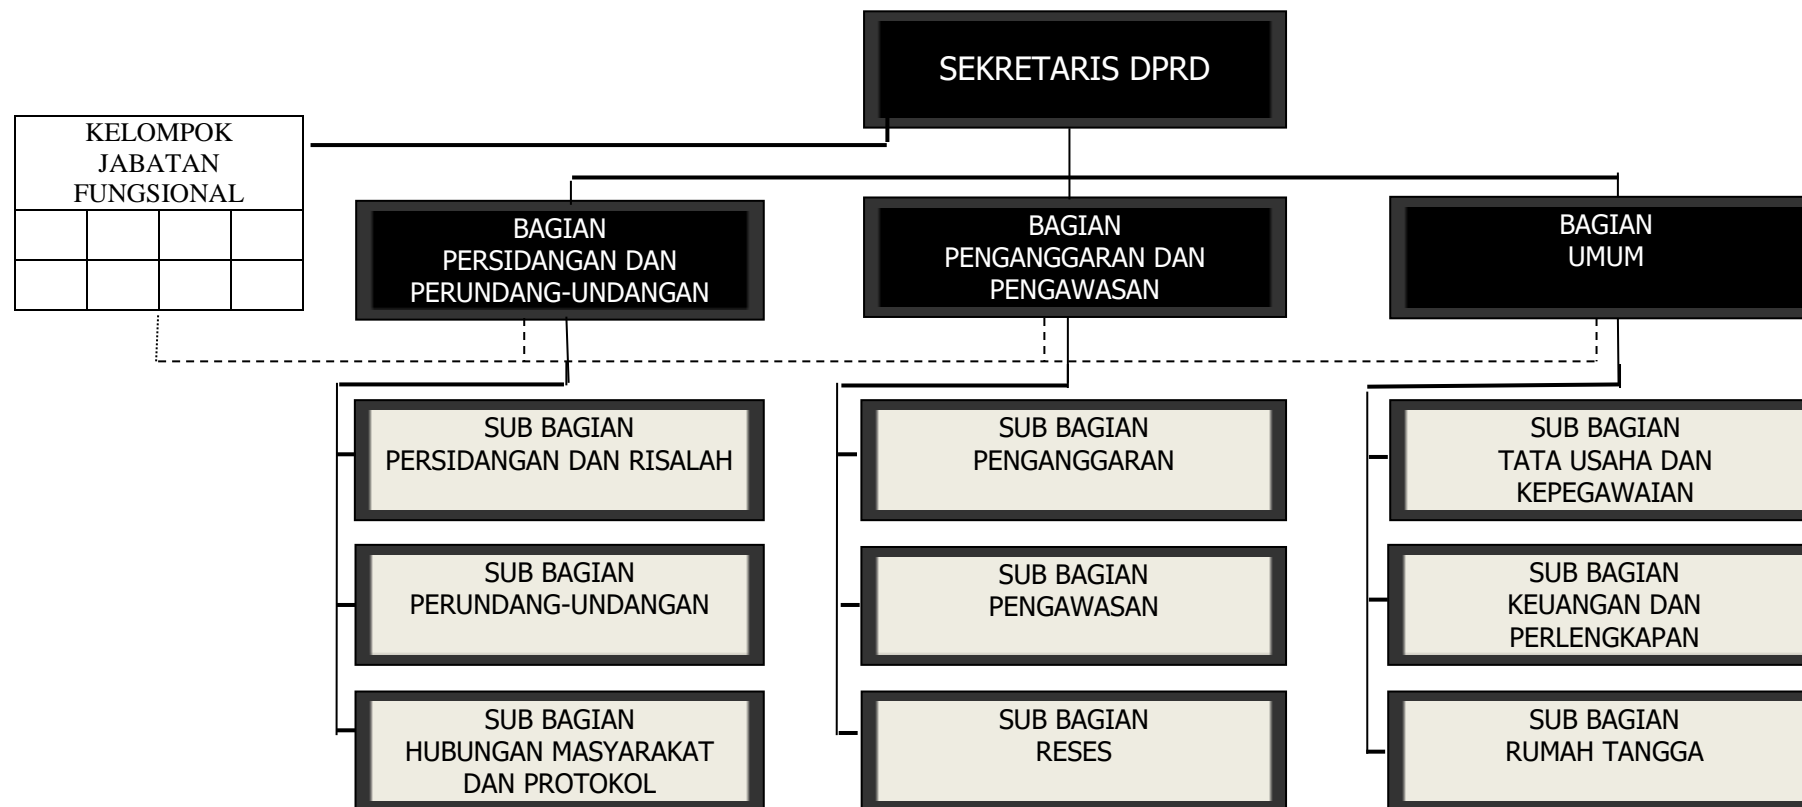 SEKRETARIS DPRD
KELOMPOK
JABATAN
FUNGSIONAL
BAGIAN
PERSIDANGAN DAN
PERUNDANG-UNDANGAN
BAGIAN
PENGANGGARAN DAN
PENGAWASAN
BAGIAN
UMUM
SUB BAGIAN
PERSIDANGAN DAN RISALAH
SUB BAGIAN
PENGANGGARAN
SUB BAGIAN
TATA USAHA DAN
KEPEGAWAIAN
SUB BAGIAN
PERUNDANG-UNDANGAN
SUB BAGIAN
PENGAWASAN
SUB BAGIAN
KEUANGAN DAN
PERLENGKAPAN
SUB BAGIAN
HUBUNGAN MASYARAKAT
DAN PROTOKOL
SUB BAGIAN
RESES
SUB BAGIAN
RUMAH TANGGA